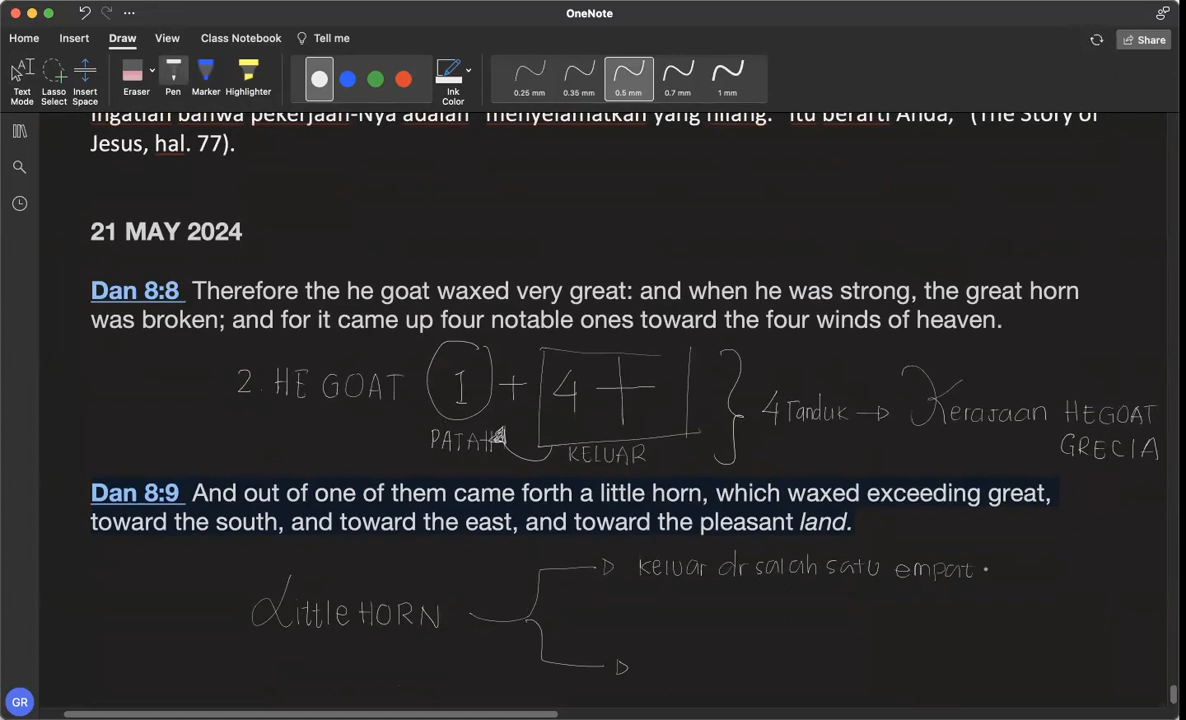 OneNote
Home Insert Draw View Class Notebook Tell me Share
Text Mode Lasso Select Insert Space Eraser Pen Marker Highlighter Ink Color 0.25 mm 0.35 mm 0.5 mm 0.7 mm 1 mm
ingatlah bahwa pekerjaan-Nya adalah "menyelamatkan yang hilang." Itu berarti Anda," (The Story of
Jesus, hal. 77).
21 MAY 2024
Dan 8:8 Therefore the he goat waxed very great: and when he was strong, the great horn
was broken; and for it came up four notable ones toward the four winds of heaven.
2. HE GOAT 1 + 4 + } 4 Tanduk → Kerajaan HEGOAT
PATAH KELUAR GRECIA
Dan 8:9 And out of one of them came forth a little horn, which waxed exceeding great,
toward the south, and toward the east, and toward the pleasant land.
keluar dr salah satu empat
Little HORN
GR